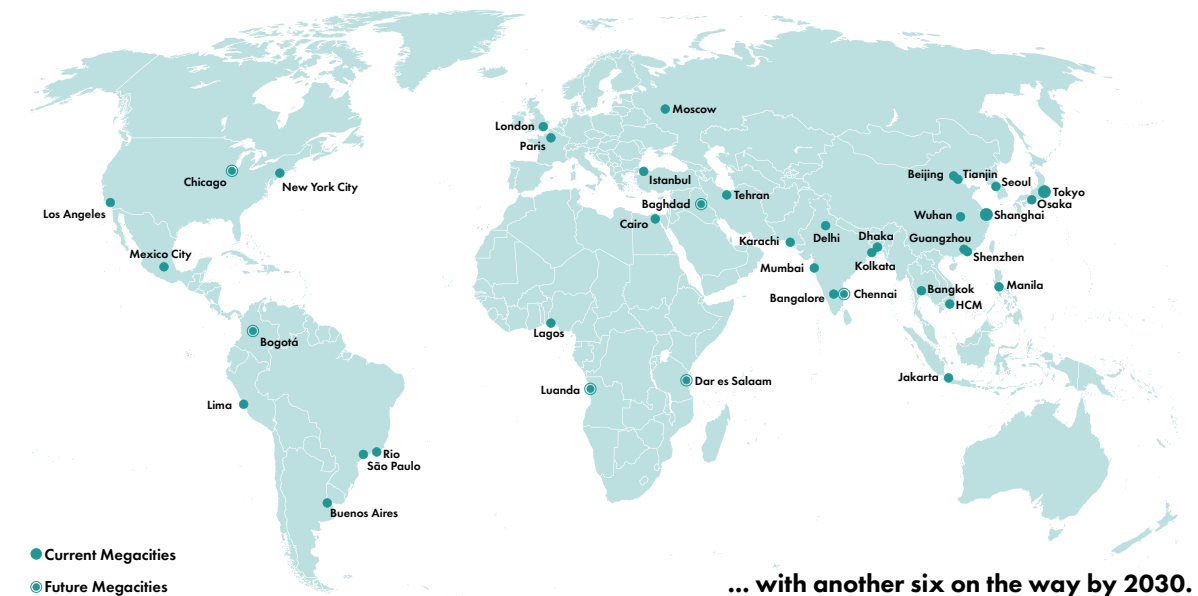 Moscow
London
Paris
Chicago
New York City
Istanbul
Beijing
Tianjin
Seoul
Tehran
Tokyo
Osaka
Los Angeles
Baghdad
Wuhan
Shanghai
Cairo
Karachi
Delhi
Dhaka
Guangzhou
Mexico City
Kolkata
Shenzhen
Mumbai
Manila
Bangalore
Chennai
Bangkok
HCM
Lagos
Bogotá
Jakarta
Luanda
Dar es Salaam
Lima
Rio
São Paulo
Buenos Aires
Current Megacities
Future Megacities
... with another six on the way by 2030.